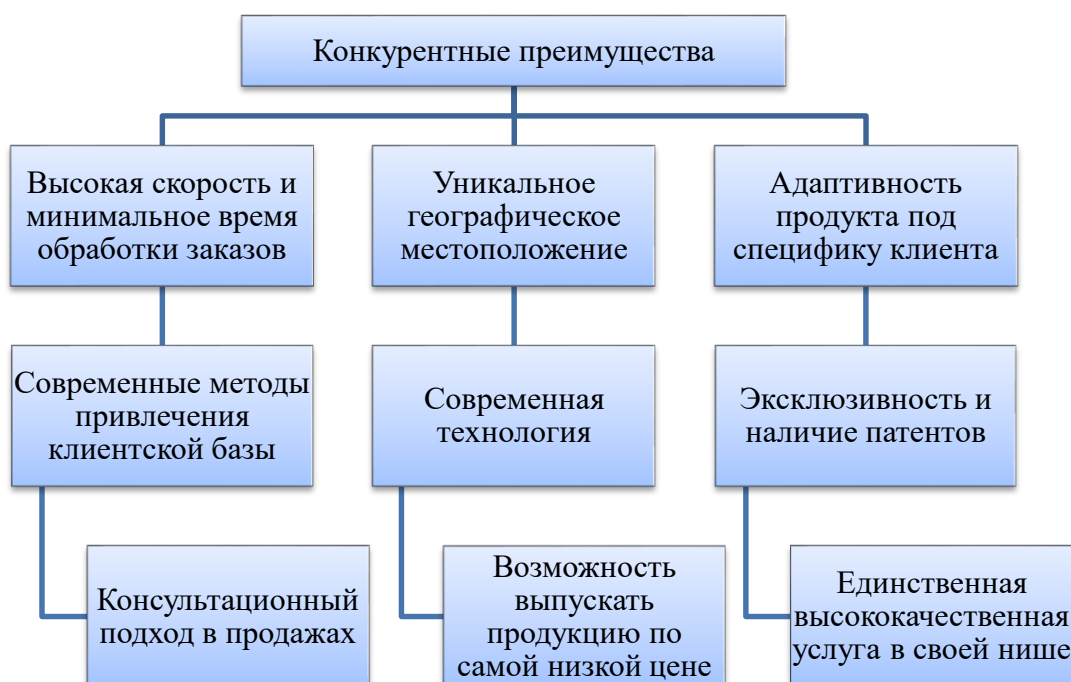 Конкурентные преимущества
Высокая скорость и
минимальное время
обработки заказов
Уникальное
географическое
местоположение
Адаптивность
продукта под
специфику клиента
Современные методы
привлечения
клиентской базы
Современная
технология
Эксклюзивность и
наличие патентов
Консультационный
подход в продажах
Возможность
выпускать
продукцию по
самой низкой цене
Единственная
высококачественная
услуга в своей нише